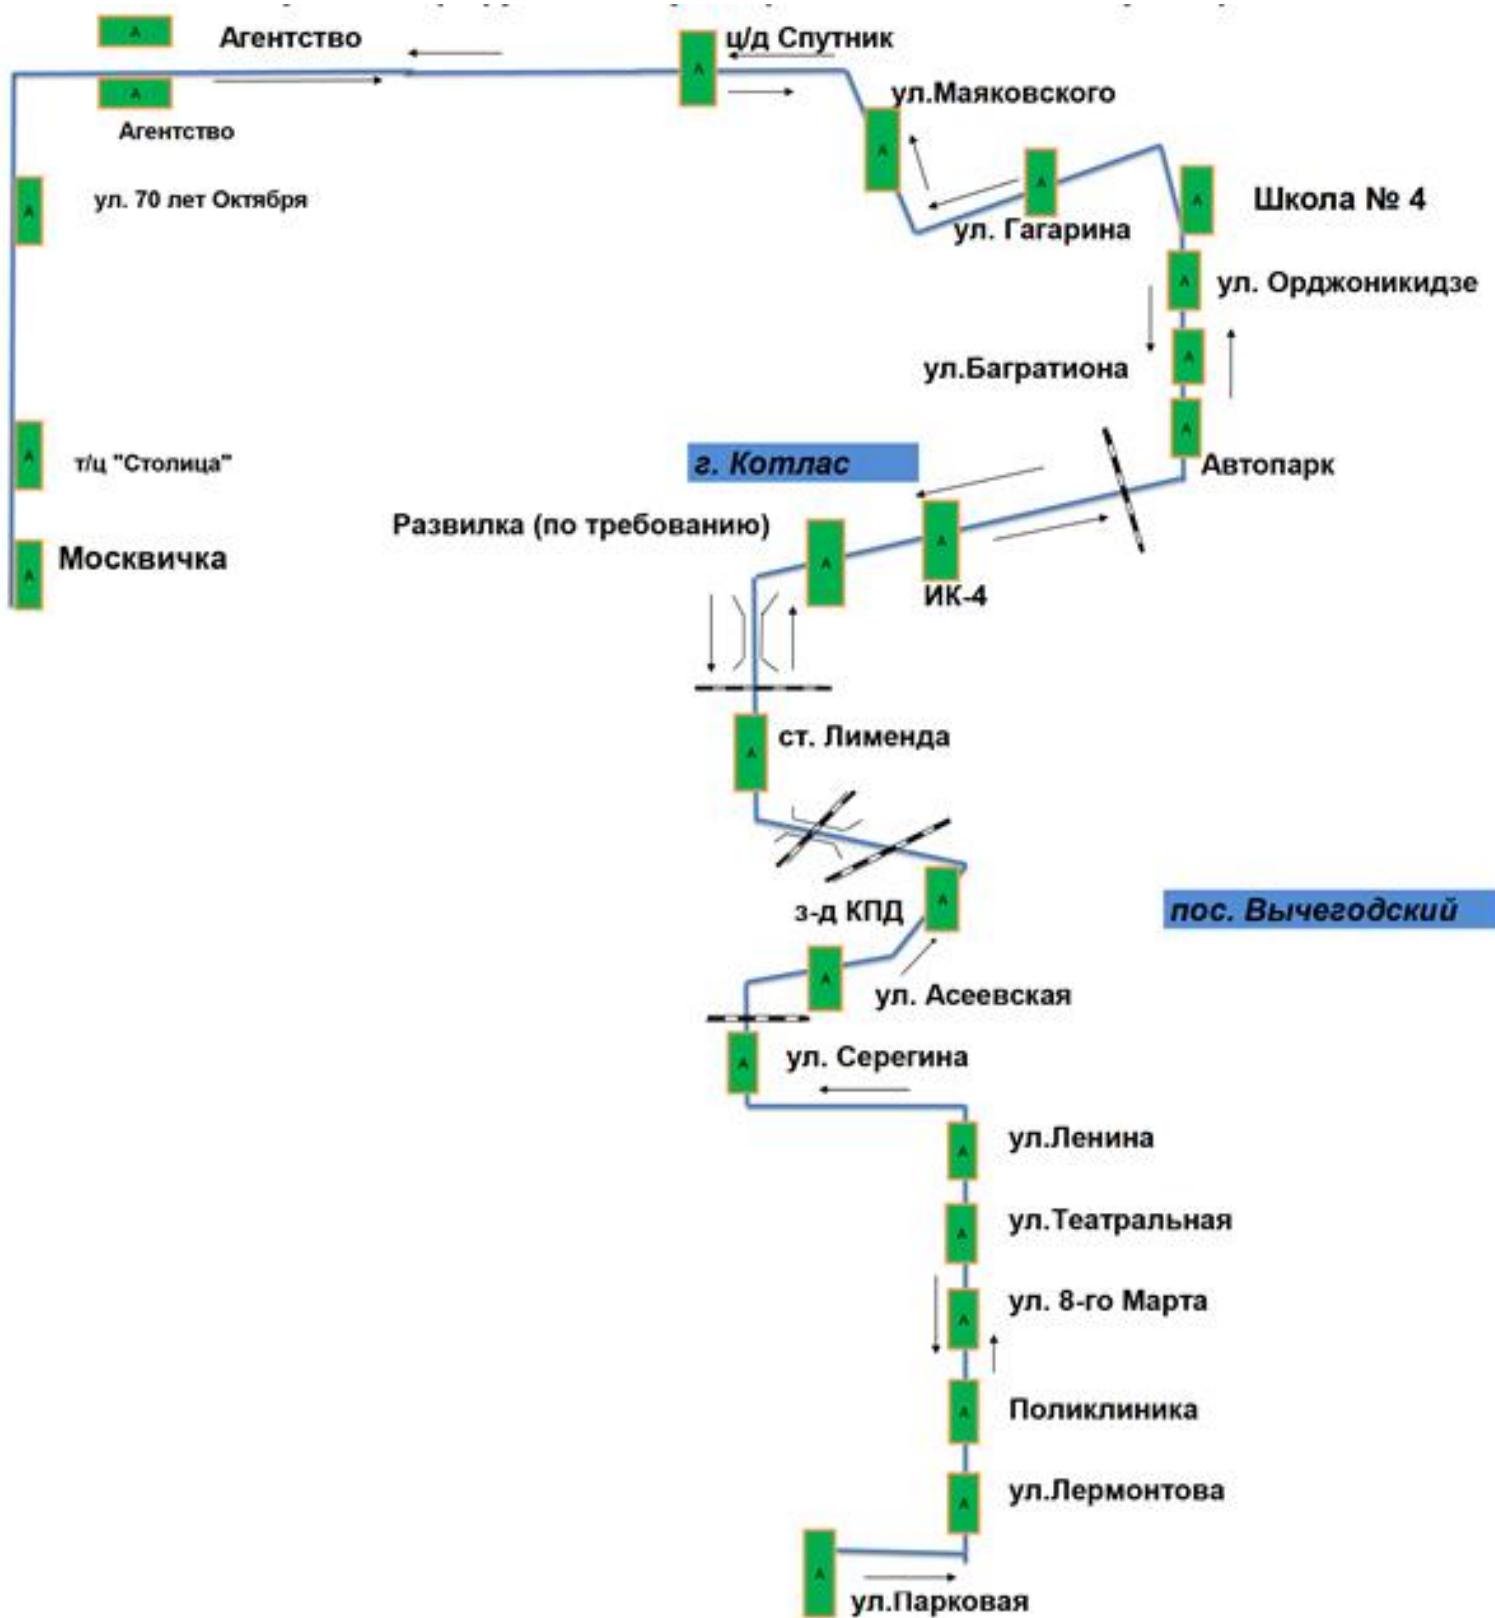 А
Агентство
ц/д Спутник
А
А
Агентство
ул.Маяковского
А
А
Школа № 4
А
ул. 70 лет Октября
А
ул. Гагарина
А
ул. Орджоникидзе
А
ул.Багратиона
А
Автопарк
А
т/ц "Столица"
г. Котлас
Развилка (по требованию)
А
А
ИК-4
А
Москвичка
А
ст. Лименда
А
з-д КПД
пос. Вычегодский
А
ул. Асеевская
А
ул. Серегина
А
ул.Ленина
А
ул.Театральная
А
ул. 8-го Марта
А
Поликлиника
А
ул.Лермонтова
А
ул.Парковая